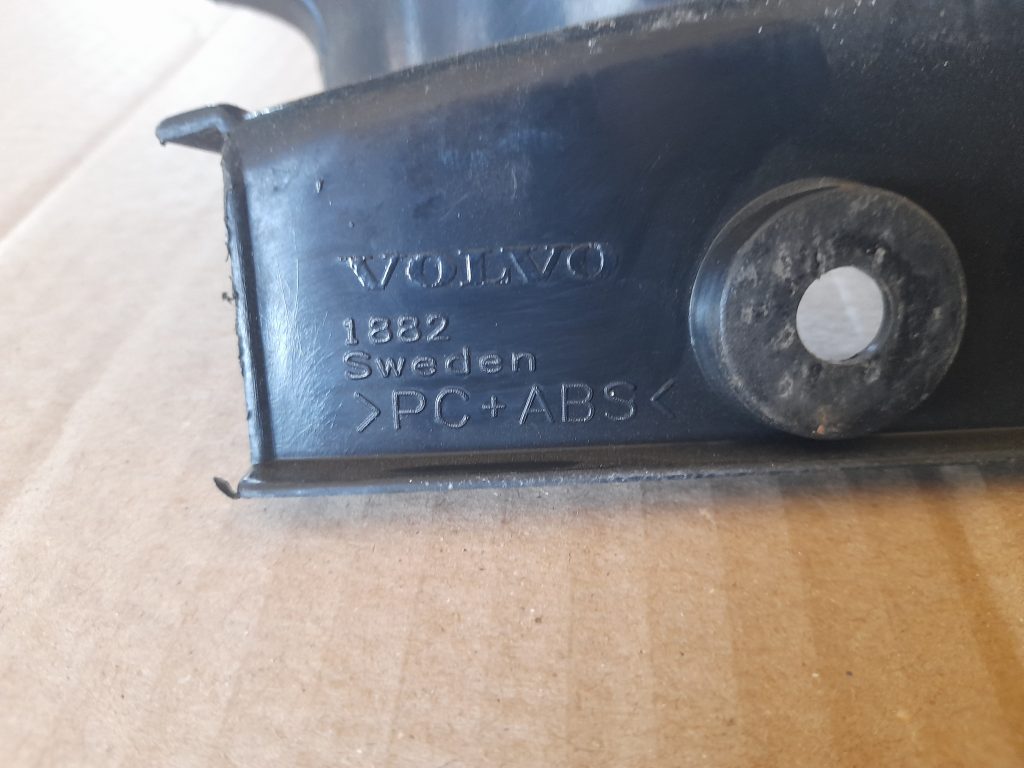 VOLVO
1882
Sweden
>PC+ABS<